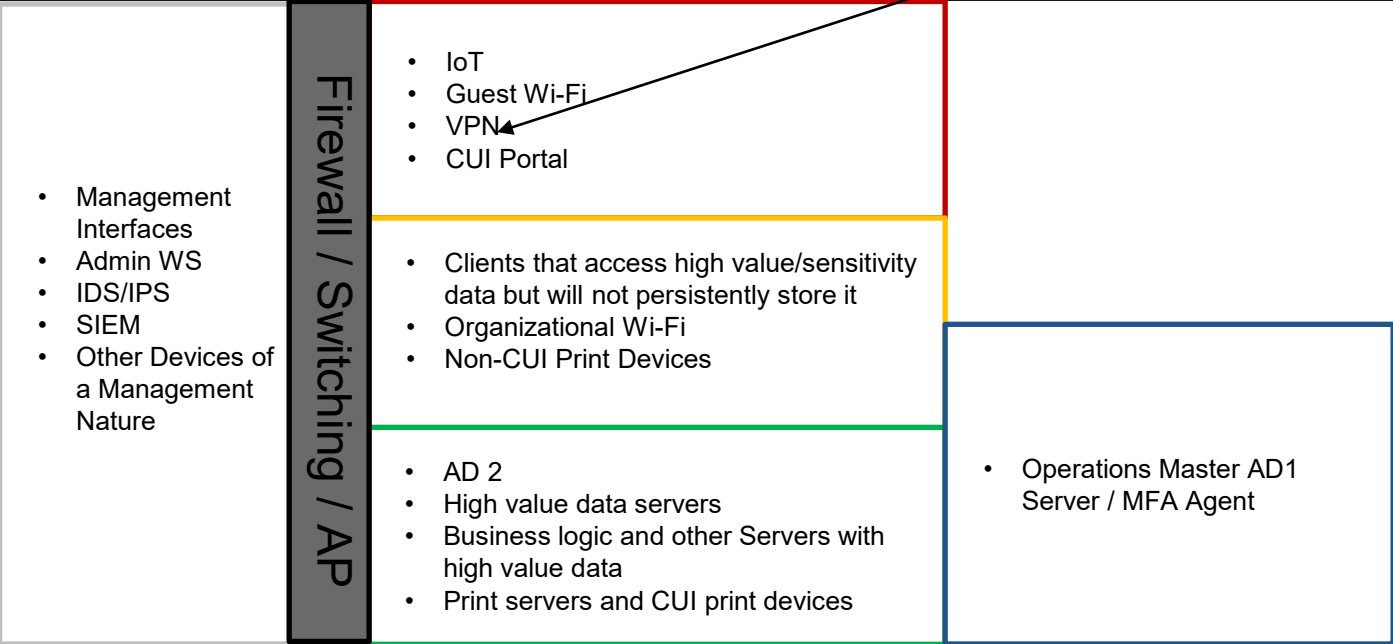 • Management
Interfaces
• Admin WS
• IDS/IPS
• SIEM
• Other Devices of
a Management
Nature
Firewall / Switching / AP
• IoT
• Guest Wi-Fi
• VPN
• CUI Portal
• Clients that access high value/sensitivity
data but will not persistently store it
• Organizational Wi-Fi
• Non-CUI Print Devices
• AD 2
• High value data servers
• Business logic and other Servers with
high value data
• Print servers and CUI print devices
• Operations Master AD1
Server / MFA Agent